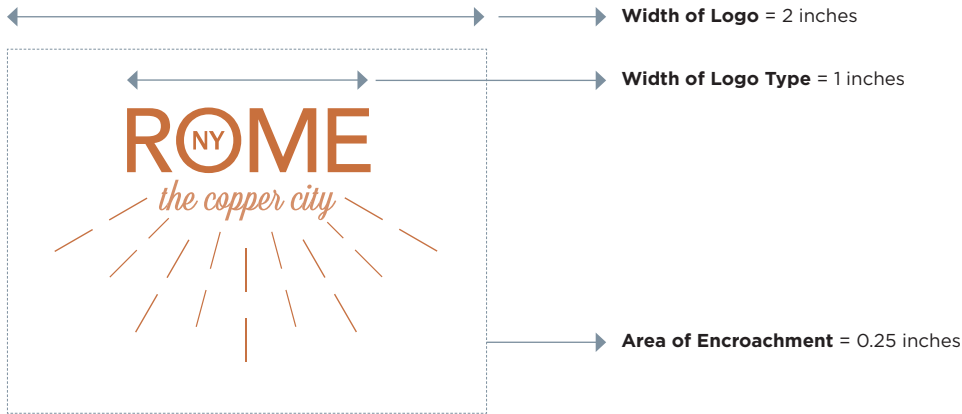 Width of Logo = 2 inches
Width of Logo Type = 1 inches
ROME
NY
the copper city
Area of Encroachment = 0.25 inches